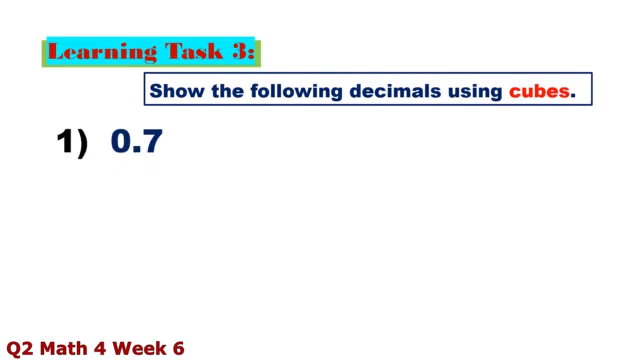 Learning Task 3:
Show the following decimals using cubes.
1) 0.7
Q2 Math 4 Week 6